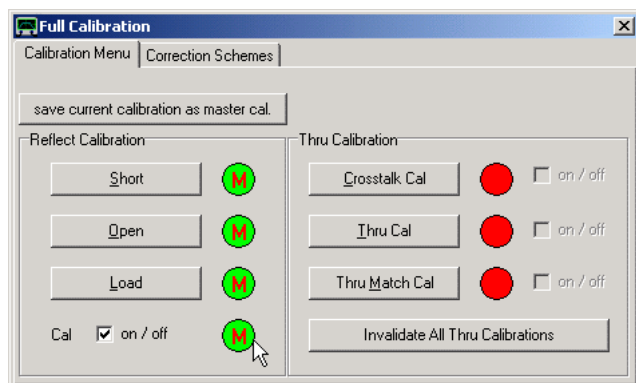 Full Calibration
Calibration Menu
Correction Schemes
save current calibration as master cal.
Reflect Calibration
Short
M
Open
M
Load
M
Cal
on / off
M
Thru Calibration
Crosstalk Cal
on / off
Thru Cal
on / off
Thru Match Cal
on / off
Invalidate All Thru Calibrations